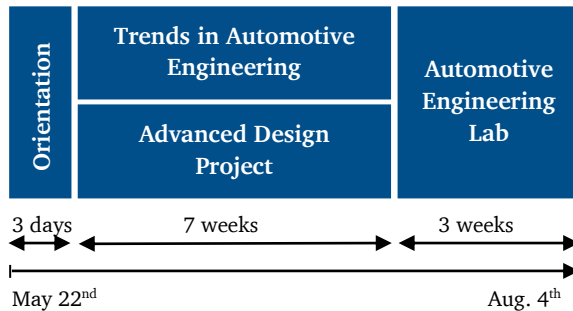 Orientation
Trends in Automotive
Engineering
Advanced Design
Project
Automotive
Engineering
Lab
3 days
7 weeks
3 weeks
May 22nd
Aug. 4th